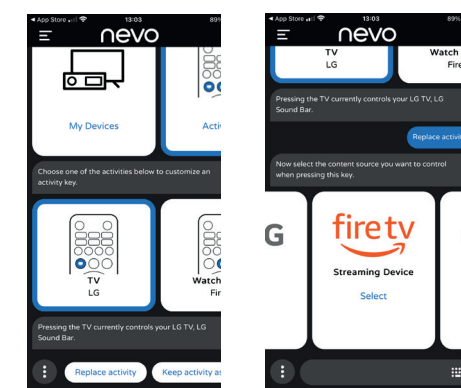 ◀ App Store 13:03 89%
nevo
My Devices
Acti
Choose one of the activities below to customize an
activity key.
TV
LG
Watch
Fir
Pressing the TV currently controls your LG TV, LG
Sound Bar.
Replace activity
Keep activity as
◀ App Store 13:03 89%
nevo
TV
LG
Watch
Fire
Pressing the TV currently controls your LG TV, LG
Sound Bar.
Replace activi
Now select the content source you want to control
when pressing this key.
G
fire tv
Streaming Device
Select